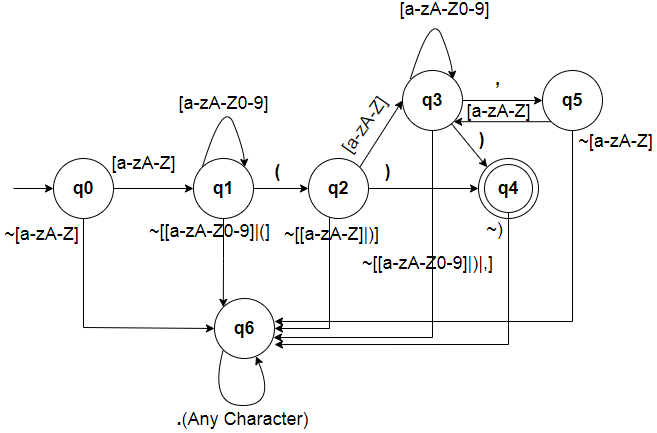 [a-zA-Z0-9]
q3
,
q5
[a-zA-Z]
[a-zA-Z0-9]
[a-zA-Z]
~[a-zA-Z]
)
[a-zA-Z]
q0
q1
(
q2
)
q4
~[a-zA-Z]
~[[a-zA-Z0-9]|(]
~[[a-zA-Z]|)]
~)
~[[a-zA-Z0-9]|)|,]
q6
.(Any Character)